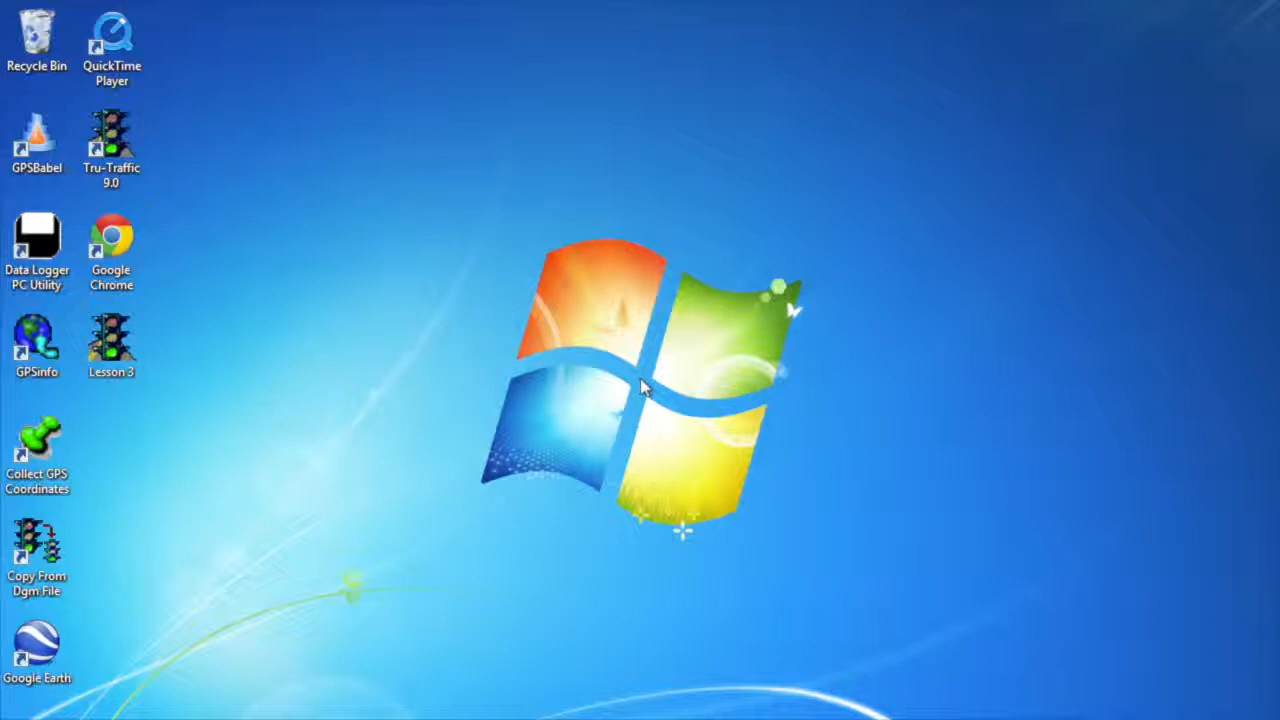 Recycle Bin
QuickTime
Player
GPSBabel
Tru-Traffic
9.0
Data Logger
PC Utility
Google
Chrome
GPSinfo
Lesson 3
Collect GPS
Coordinates
Copy From
Dgm File
Google Earth